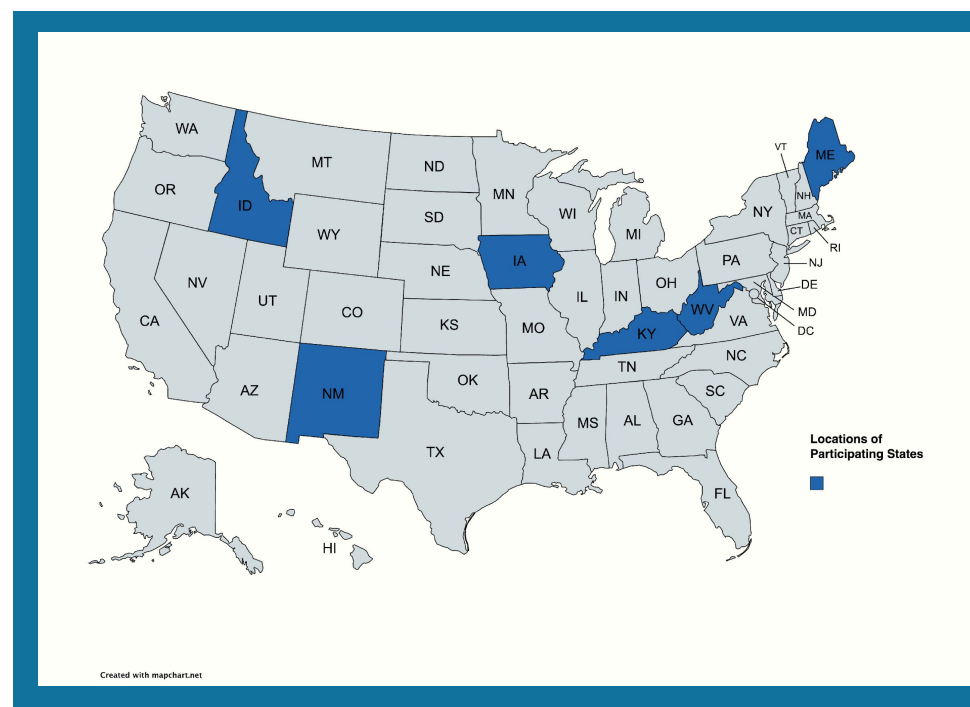 WA
MT
ND
MN
VT
ME
OR
ID
SD
WI
MI
NY
NH
MA
CT
RI
WY
IA
PA
NJ
NE
NV
UT
CO
IL
IN
OH
DE
MD
DC
WV
VA
CA
KS
MO
KY
NC
TN
AZ
NM
OK
AR
SC
MS
AL
GA
TX
LA
Locations of
Participating States
FL
AK
HI
Created with mapchart.net